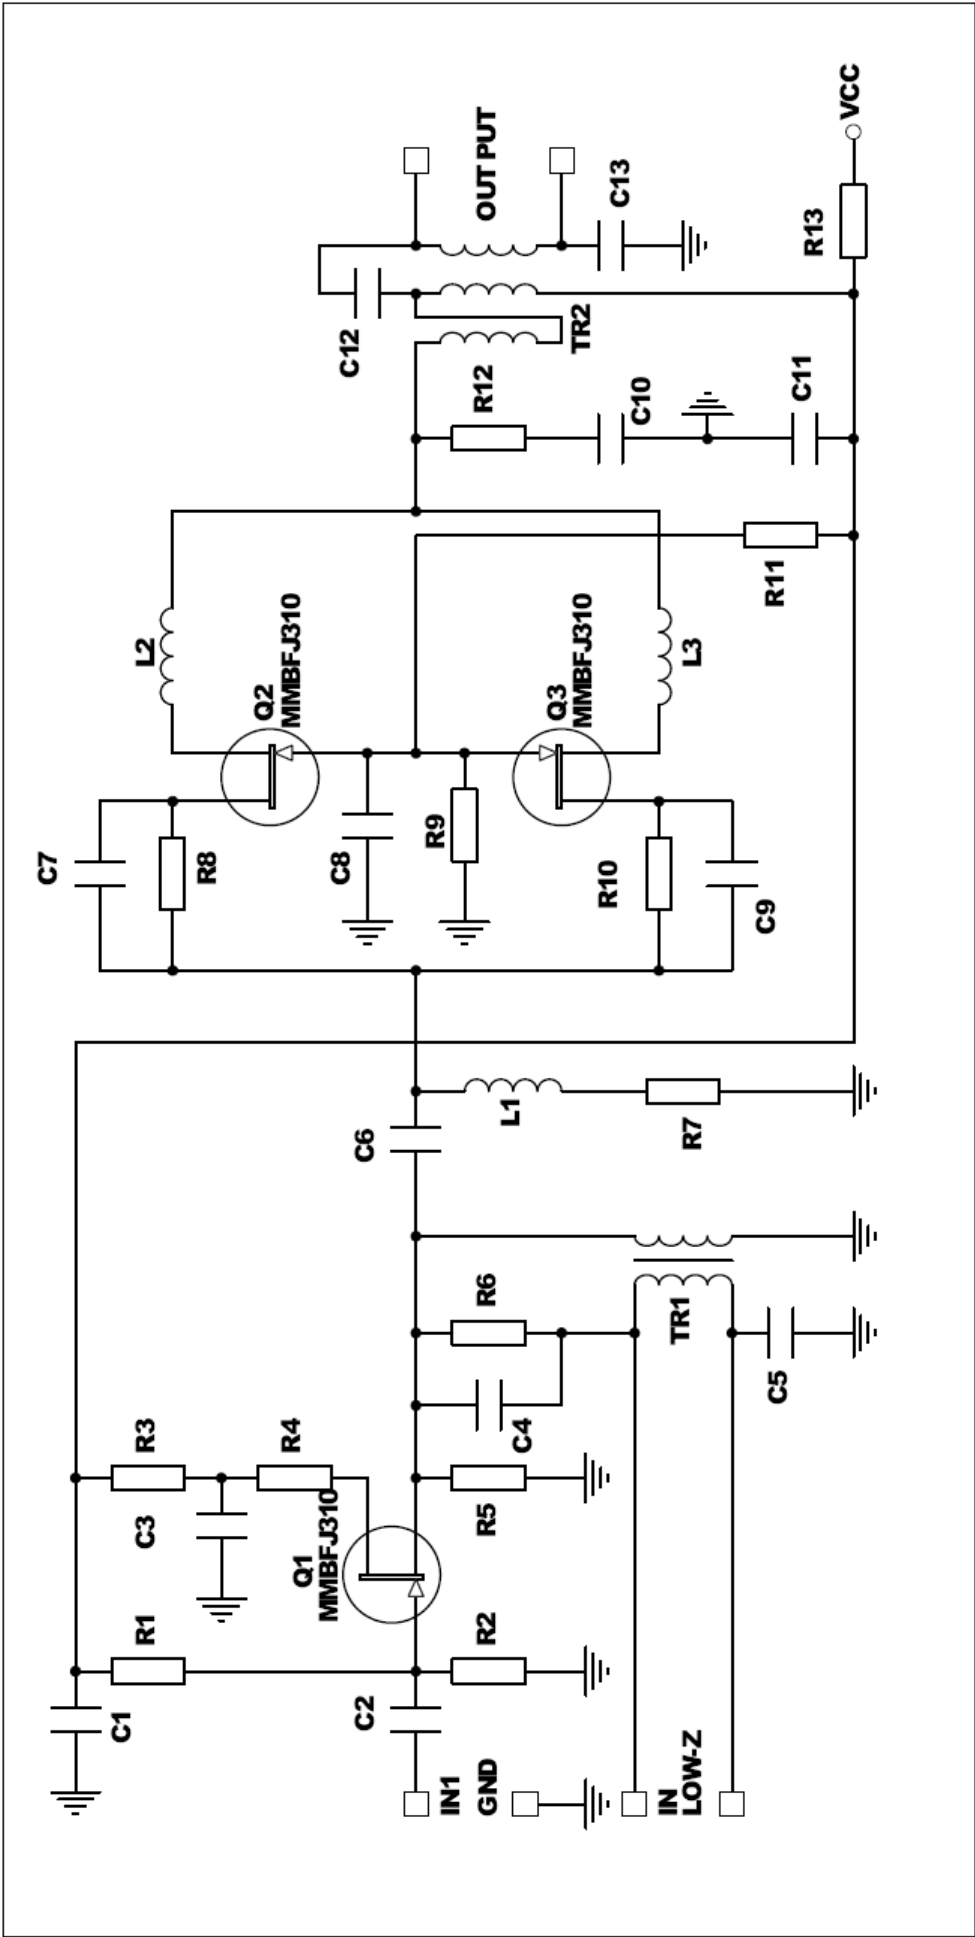 C1
R1
R3
C3
R4
Q1
MMBFJ310
C2
IN1
GND
R2
R5
C4
R6
IN
LOW-Z
TR1
C5
C6
L1
R7
C7
R8
C8
R9
R10
C9
L2
Q2
MMBFJ310
Q3
MMBFJ310
L3
R11
R12
C10
C11
C12
TR2
C13
OUT PUT
R13
VCC